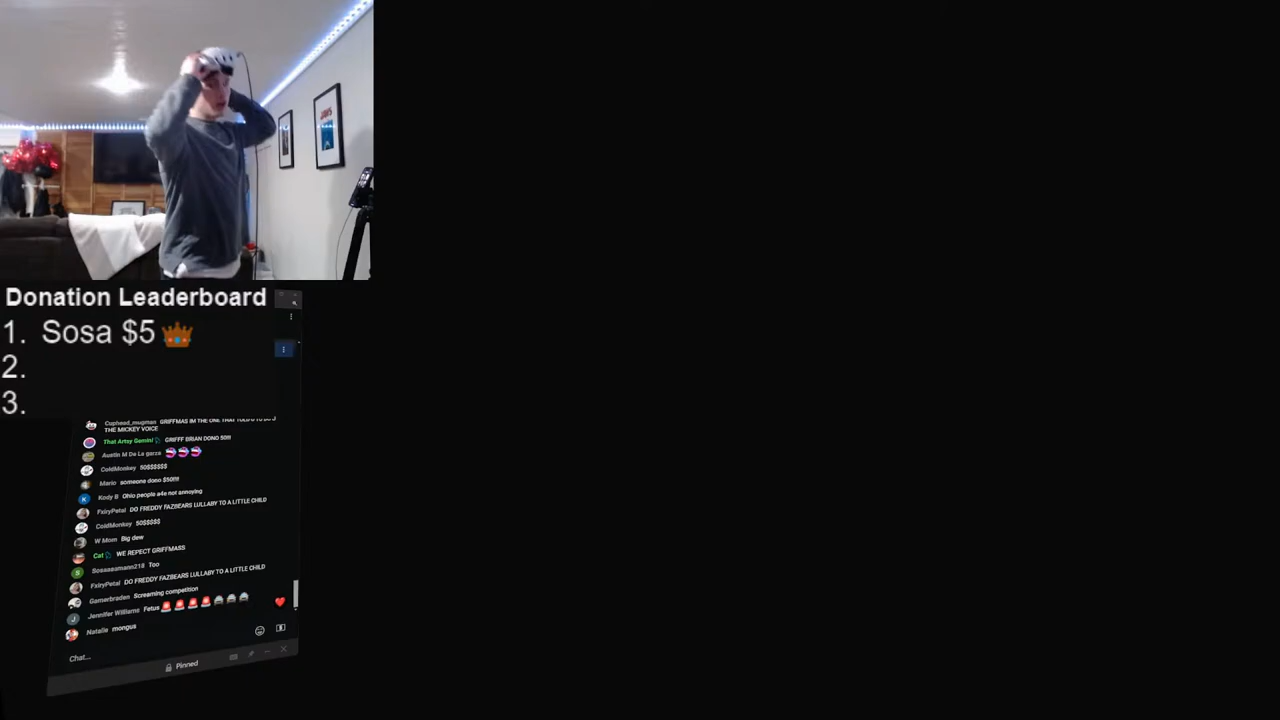 JAWS
Donation Leaderboard
1. Sosa $5
2.
3.
Cuphead_mugman GRIFFMAS IM THE ONE THAT TOLD U TO DO
THE MICKEY VOICE
That Artsy Gemini GRIFFF BRIAN DONO 50!!!
Austin M De La garza
ColdMonkey 50$$$$$$
Mario someone dono $50!!!!
Kody B Ohio people a4e not annoying
FxiryPetal DO FREDDY FAZBEARS LULLABY TO A LITTLE CHILD
ColdMonkey 50$$$$$
W Mom Big dew
Cat WE REPECT GRIFFMASS
Sossassmann218 Too
FxiryPetal DO FREDDY FAZBEARS LULLABY TO A LITTLE CHILD
Gamerbraden Screaming competition
Jennifer Williams Fetus
Natalie mongus
Chat...
Pinned